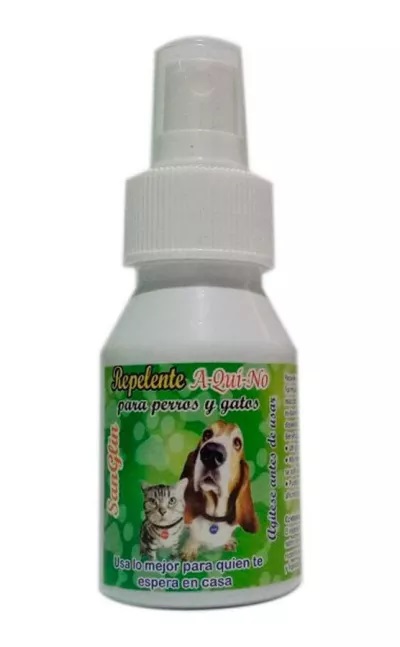 Repelente A-Quí-No
para perros y gatos
SanGlin
Agítese antes de usar
Usa lo mejor para quien te
espera en casa